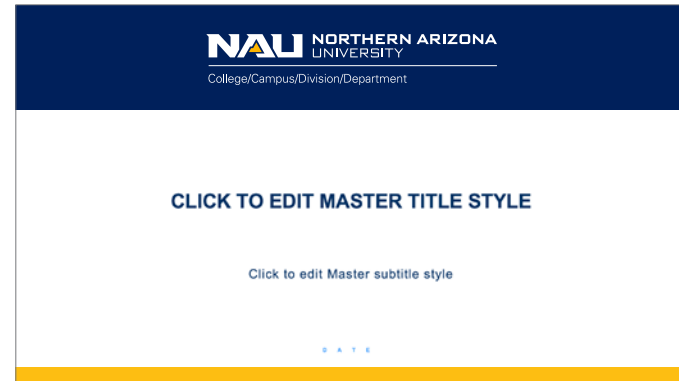 NAU NORTHERN ARIZONA
UNIVERSITY
College/Campus/Division/Department
CLICK TO EDIT MASTER TITLE STYLE
Click to edit Master subtitle style
DATE